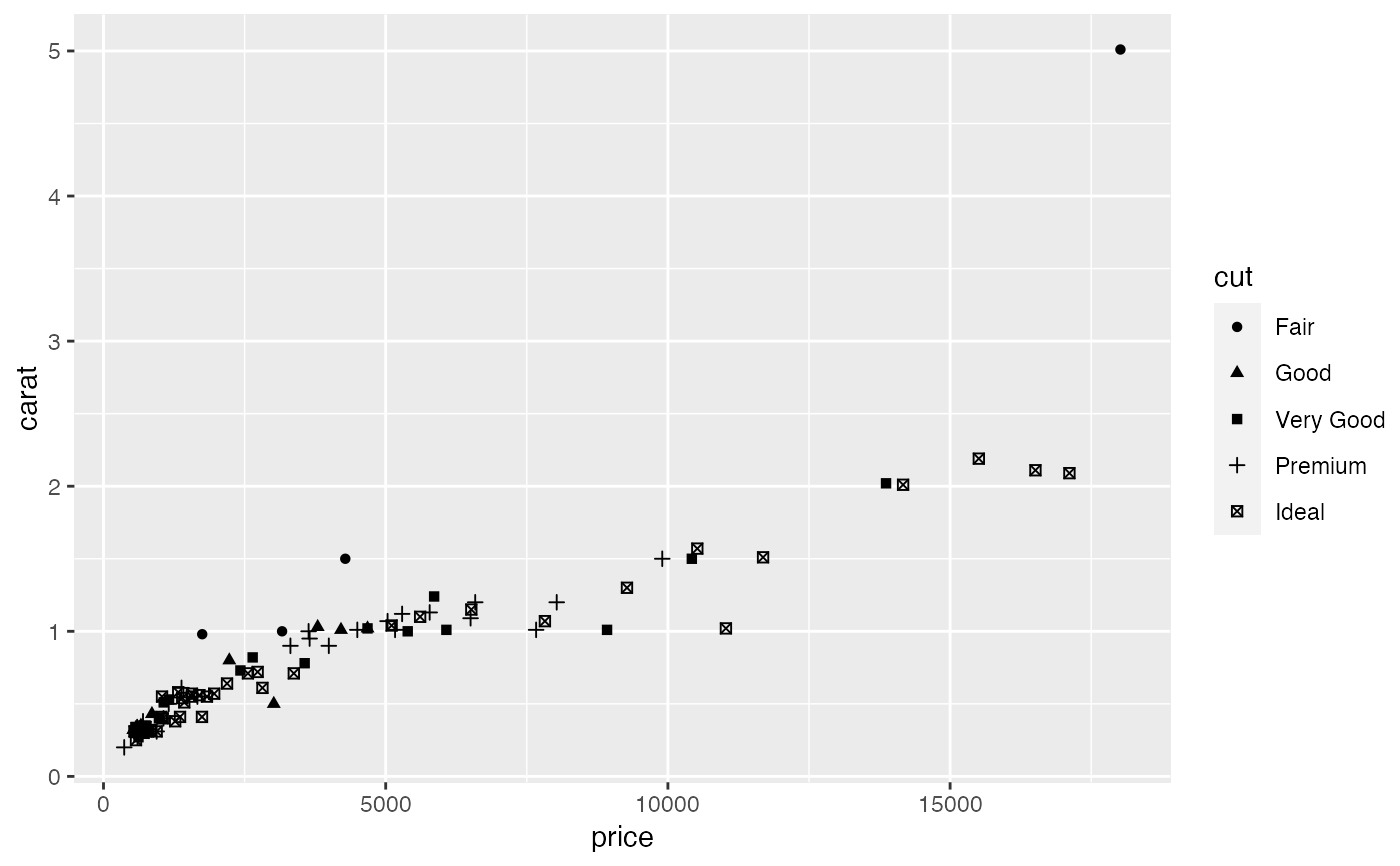 5
4
3
2
1
0
carat
0 5000 10000 15000
price
cut
Fair
Good
Very Good
Premium
Ideal